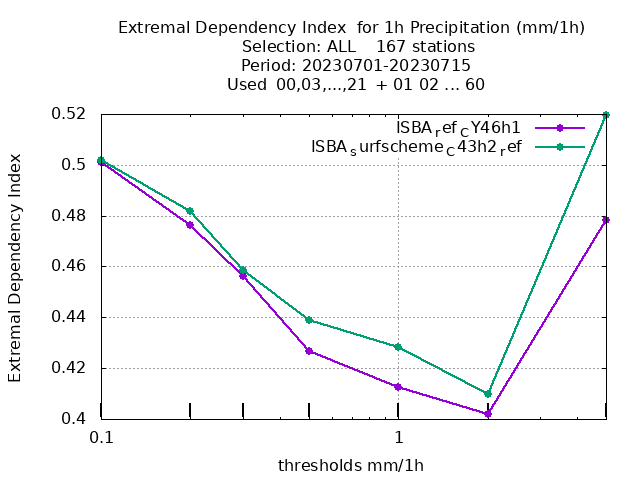 Extremal Dependency Index  for 1h Precipitation (mm/1h)
Selection: ALL    167 stations
Period: 20230701-20230715
Used  00,03,...,21  + 01 02 ... 60
0.52
0.5
0.48
0.46
0.44
0.42
0.4
Extremal Dependency Index
ISBA_ref_CY46h1
ISBA_surfscheme_C43h2_ref
0.1
1
thresholds mm/1h